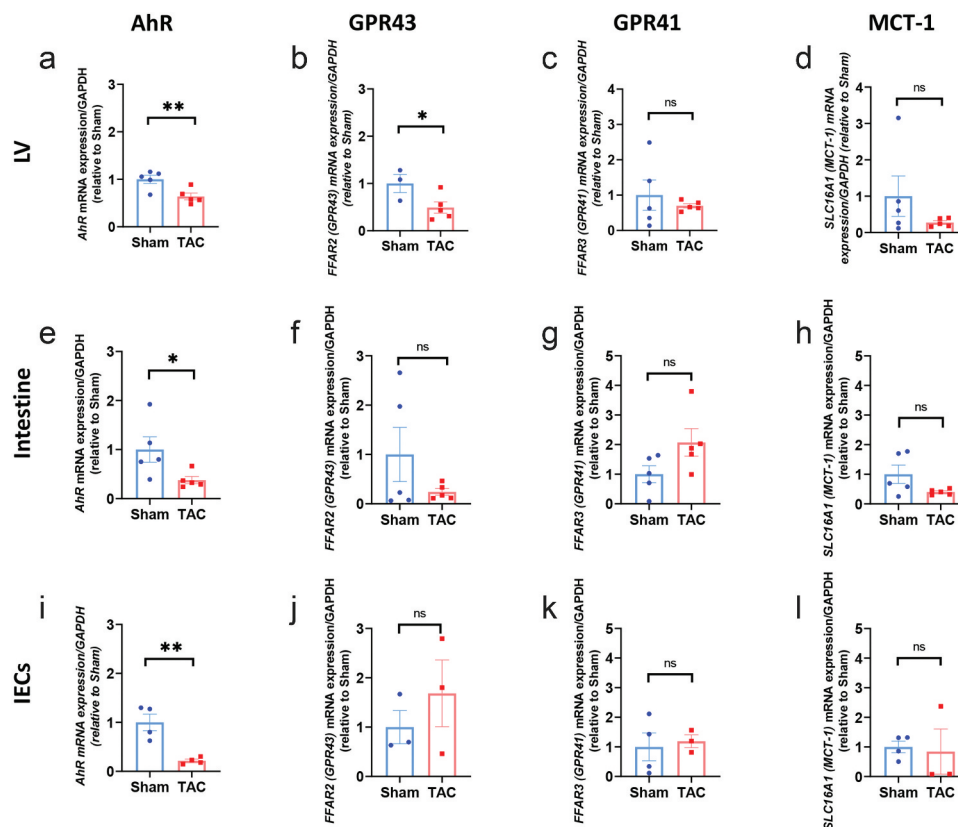 AhR
GPR43
GPR41
MCT-1
LV
a
AhR mRNA expression/GAPDH
(relative to Sham)
3
2
1
0
**
Sham TAC
b
FFAR2 (GPR43) mRNA expression/GAPDH
(relative to Sham)
2.0
1.5
1.0
0.5
0.0
*
Sham TAC
c
FFAR3 (GPR41) mRNA expression/GAPDH
(relative to Sham)
4
3
2
1
0
ns
Sham TAC
d
SLC16A1 (MCT-1) mRNA
expression/GAPDH (relative to Sham)
4
3
2
1
0
ns
Sham TAC
Intestine
e
AhR mRNA expression/GAPDH
(relative to Sham)
3
2
1
0
*
Sham TAC
f
FFAR2 (GPR43) mRNA expression/GAPDH
(relative to Sham)
3
2
1
0
ns
Sham TAC
g
FFAR3 (GPR41) mRNA expression/GAPDH
(relative to Sham)
5
4
3
2
1
0
ns
Sham TAC
h
SLC16A1 (MCT-1) mRNA expression/GAPDH
(relative to Sham)
5
4
3
2
1
0
ns
Sham TAC
IECs
i
AhR mRNA expression/GAPDH
(relative to Sham)
3
2
1
0
**
Sham TAC
j
FFAR2 (GPR43) mRNA expression/GAPDH
(relative to Sham)
3
2
1
0
ns
Sham TAC
k
FFAR3 (GPR41) mRNA expression/GAPDH
(relative to Sham)
5
4
3
2
1
0
ns
Sham TAC
l
SLC16A1 (MCT-1) mRNA expression/GAPDH
(relative to Sham)
5
4
3
2
1
0
ns
Sham TAC